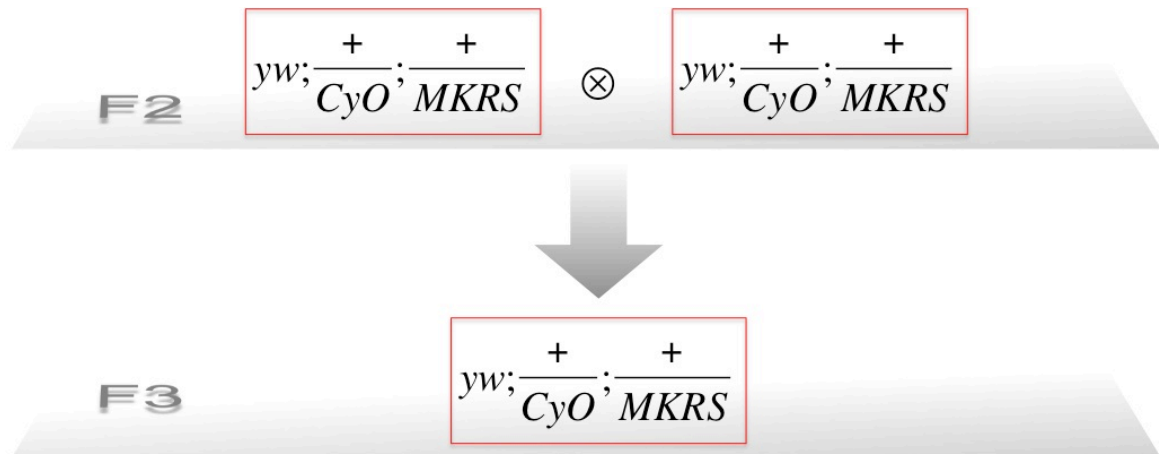 F2
yw; +/CyO; +/MKRS ⊗ yw; +/CyO; +/MKRS
F3
yw; +/CyO; +/MKRS